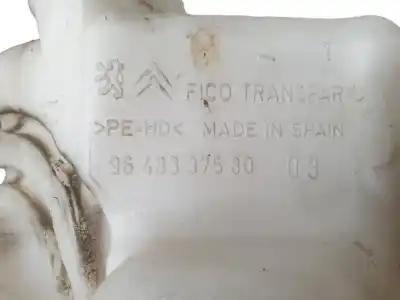 FICO TRANSPAR
>PE-HD< MADE IN SPAIN
96 433 375 80 03